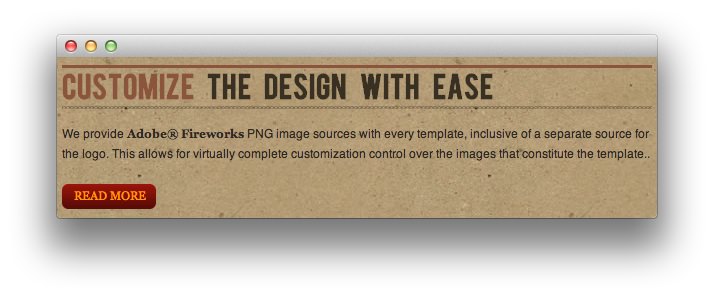 CUSTOMIZE THE DESIGN WITH EASE
We provide Adobe® Fireworks PNG image sources with every template, inclusive of a separate source for
the logo. This allows for virtually complete customization control over the images that constitute the template..
READ MORE